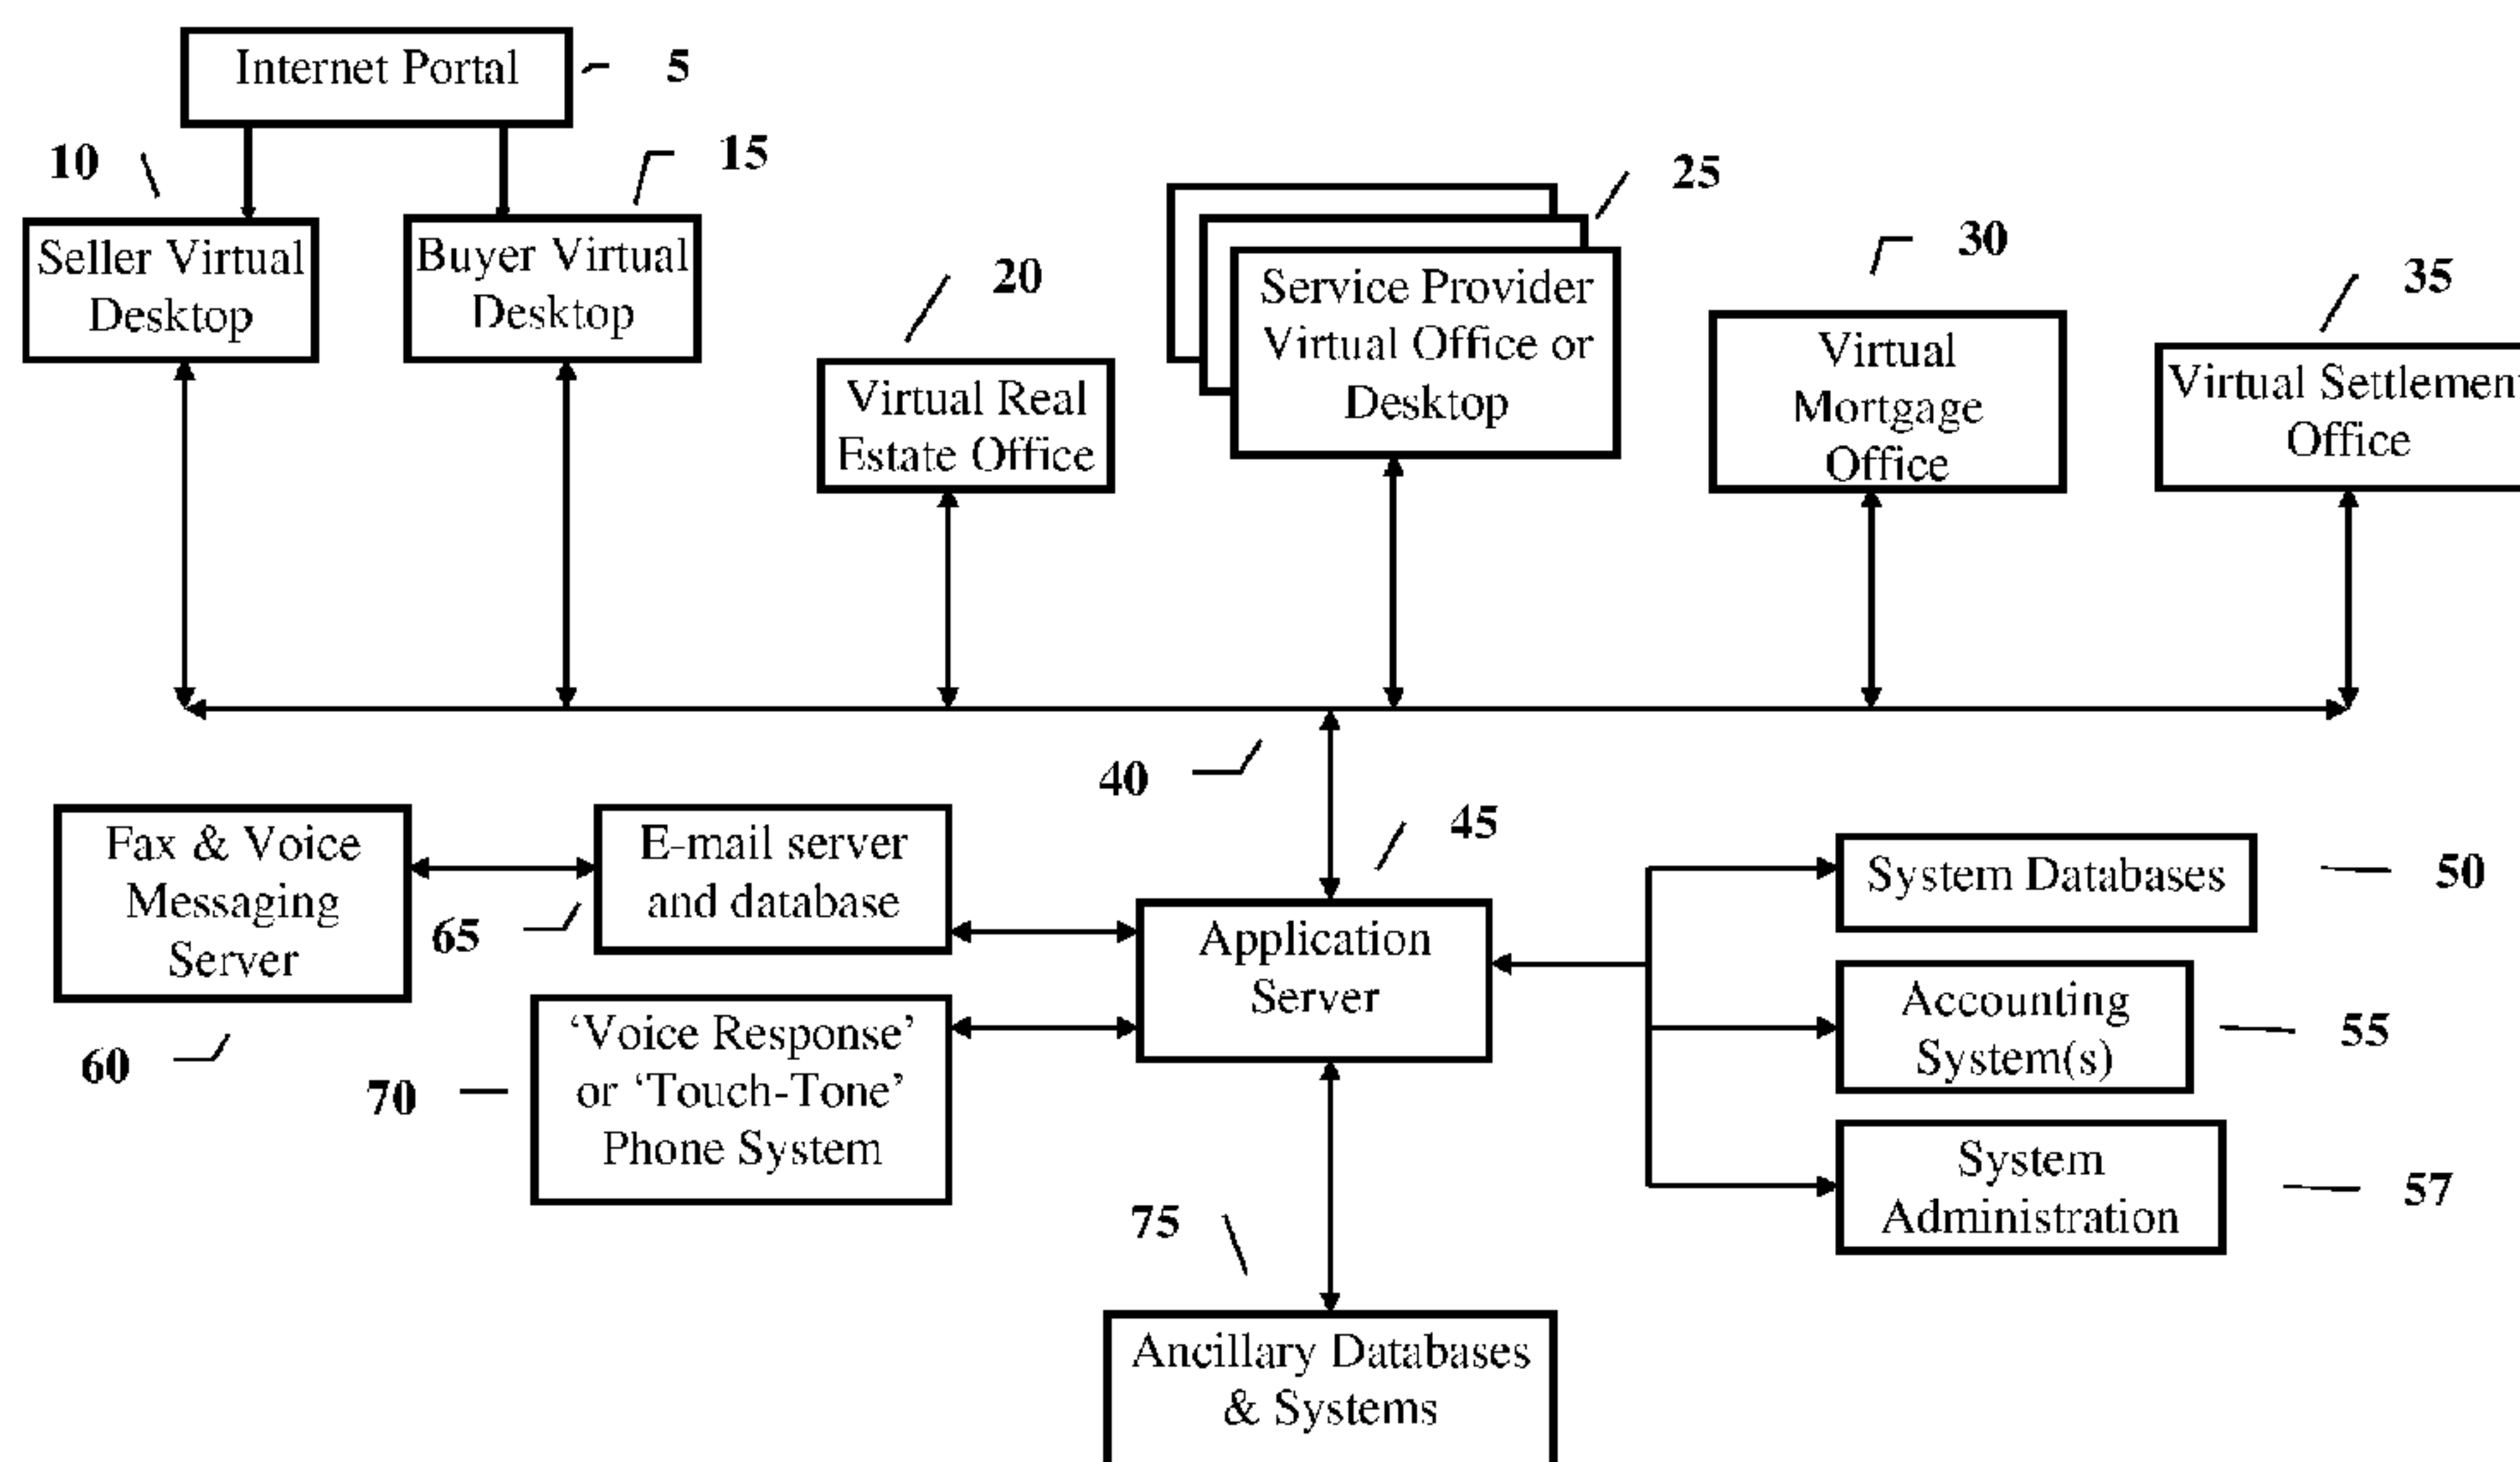 Internet Portal
5
10
15
25
Seller Virtual
Desktop
Buyer Virtual
Desktop
20
30
35
Service Provider
Virtual Office or
Desktop
Virtual Real
Estate Office
Virtual
Mortgage
Office
Virtual Settlement
Office
40
45
Fax & Voice
Messaging
Server
E-mail server
and database
65
60
'Voice Response'
or 'Touch-Tone'
Phone System
70
Application
Server
System Databases
50
Accounting
System(s)
55
System
Administration
57
75
Ancillary Databases
& Systems